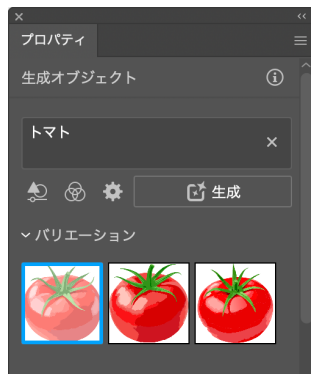 プロパティ
生成オブジェクト
トマト
生成
バリエーション